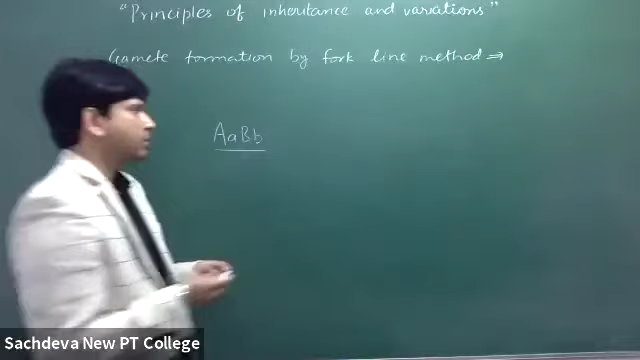 "Principles of inheritance and variations"
Gamete formation by fork line method ⇒
AaBb
Sachdeva New PT College